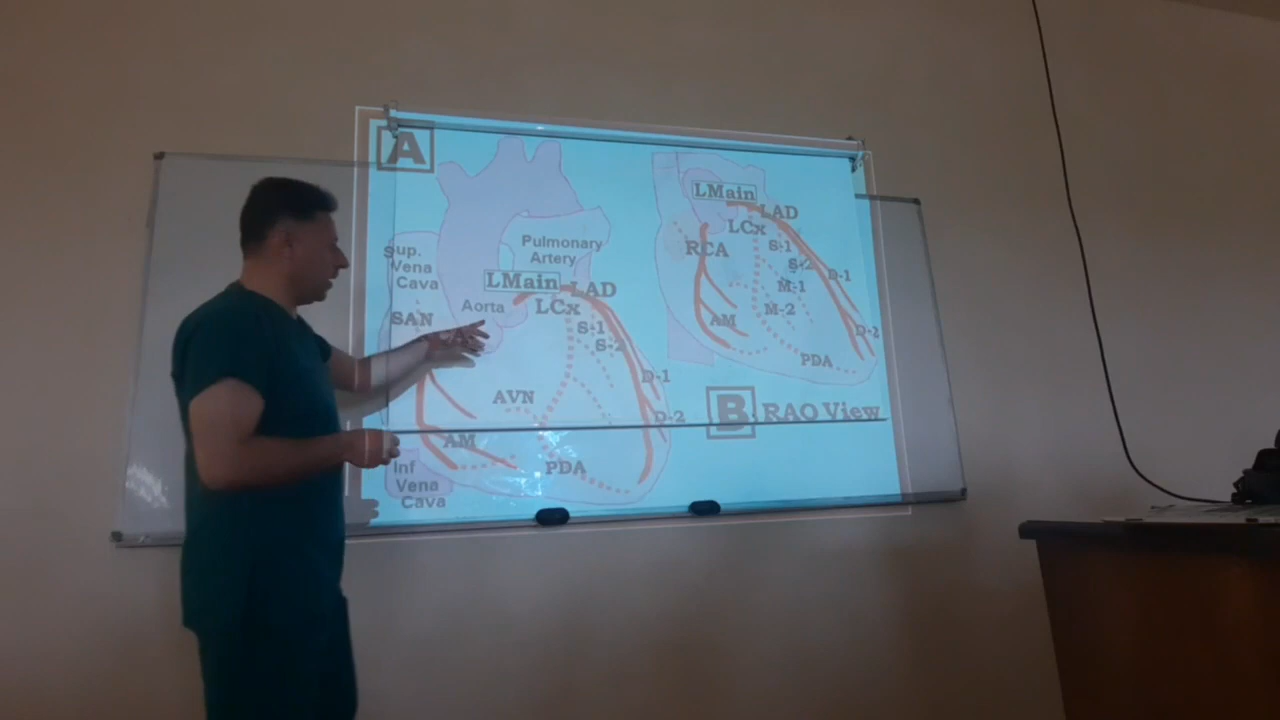 A
Sup.
Vena
Cava
SAN
Pulmonary
Artery
LMain
LAD
Aorta
LCx
S-1
S-2
D-1
D-2
AVN
AM
PDA
Inf
Vena
Cava
LMain
LAD
LCx
RCA
S-1
S-2
D-1
M-1
M-2
AM
D-2
PDA
B. RAO View